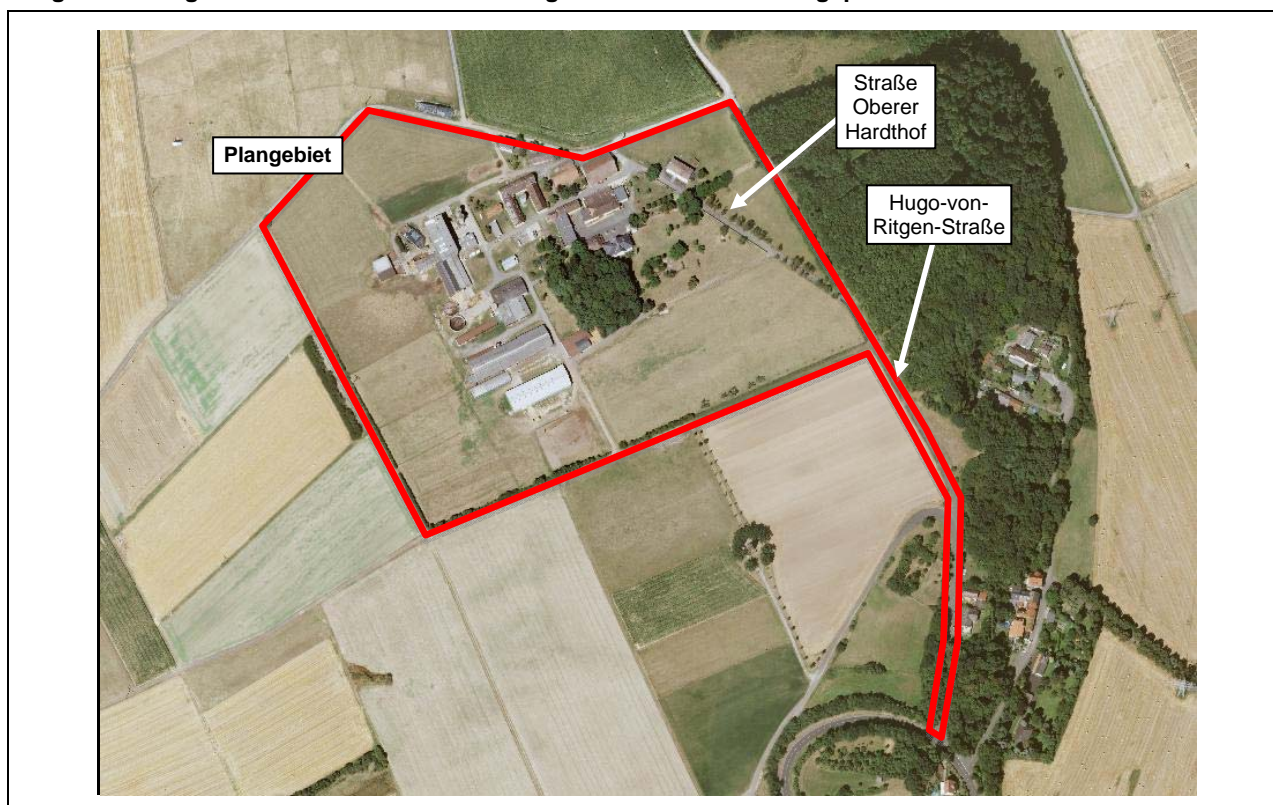 Plangebiet
Straße
Oberer
Hardthof
Hugo-von-
Ritgen-Straße